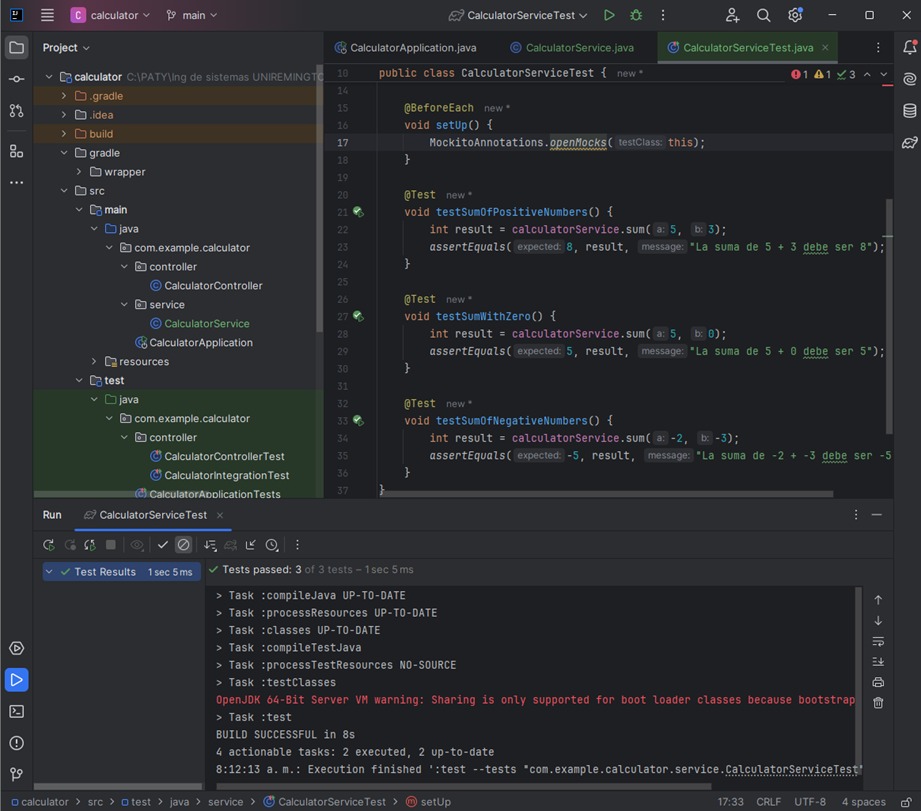 C calculator main CalculatorServiceTest
Project
calculator C:\PATY\Ing de sistemas UNIREMINGTO
.gradle
.idea
build
gradle
wrapper
src
main
java
com.example.calculator
controller
CalculatorController
service
CalculatorService
CalculatorApplication
resources
test
java
com.example.calculator
controller
CalculatorControllerTest
CalculatorIntegrationTest
CalculatorApplicationTests
CalculatorApplication.java CalculatorService.java CalculatorServiceTest.java
10 public class CalculatorServiceTest { new *
1 1 3
14
15 @BeforeEach new *
16 void setUp() {
17 MockitoAnnotations.openMocks( testClass: this);
18 }
19
20 @Test new *
21 void testSumOfPositiveNumbers() {
22 int result = calculatorService.sum( a: 5, b: 3);
23 assertEquals( expected: 8, result, message: "La suma de 5 + 3 debe ser 8");
24 }
25
26 @Test new *
27 void testSumWithZero() {
28 int result = calculatorService.sum( a: 5, b: 0);
29 assertEquals( expected: 5, result, message: "La suma de 5 + 0 debe ser 5");
30 }
31
32 @Test new *
33 void testSumOfNegativeNumbers() {
34 int result = calculatorService.sum( a: -2, b: -3);
35 assertEquals( expected: -5, result, message: "La suma de -2 + -3 debe ser -5
36 }
37 }
Run CalculatorServiceTest
Test Results 1 sec 5 ms
Tests passed: 3 of 3 tests – 1 sec 5 ms
> Task :compileJava UP-TO-DATE
> Task :processResources UP-TO-DATE
> Task :classes UP-TO-DATE
> Task :compileTestJava
> Task :processTestResources NO-SOURCE
> Task :testClasses
OpenJDK 64-Bit Server VM warning: Sharing is only supported for boot loader classes because bootstrap
> Task :test
BUILD SUCCESSFUL in 8s
4 actionable tasks: 2 executed, 2 up-to-date
8:12:13 a. m.: Execution finished ':test --tests "com.example.calculator.service.CalculatorServiceTest"
calculator > src > test > java > service > CalculatorServiceTest > setUp 17:33 CRLF UTF-8 4 spaces